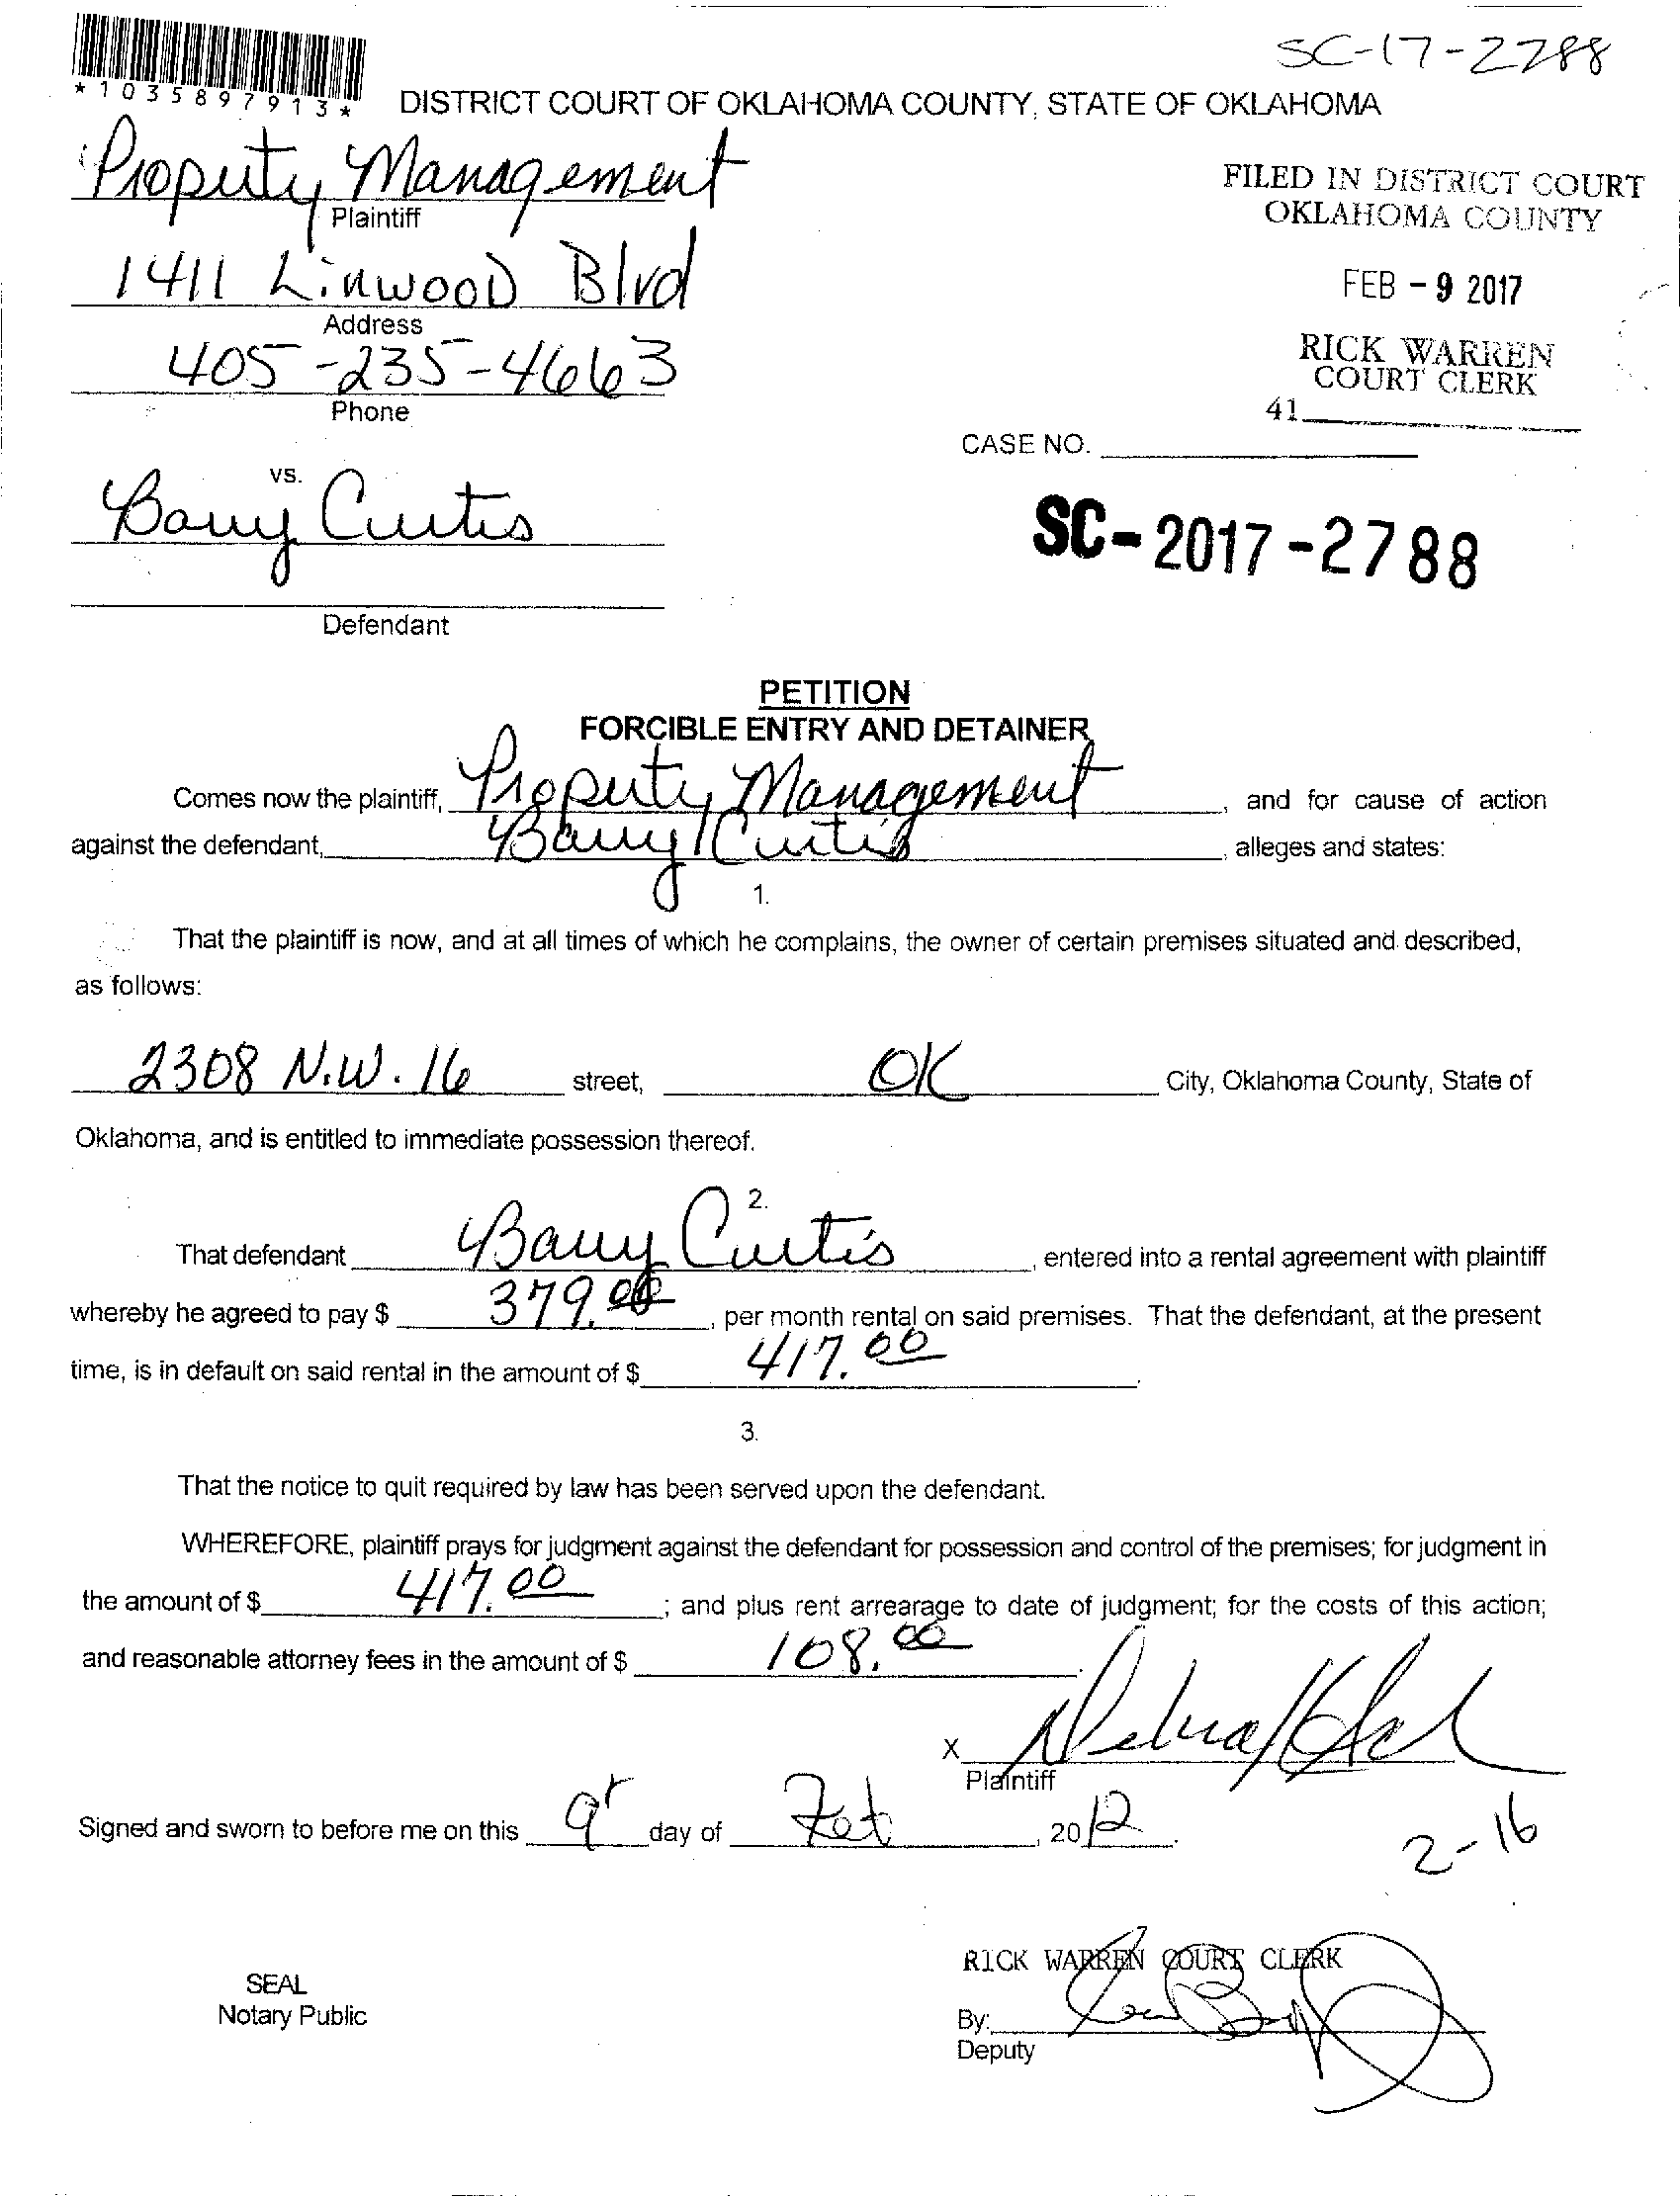 SC-17-2788
*1035897913*
DISTRICT COURT OF OKLAHOMA COUNTY, STATE OF OKLAHOMA
Property Management
Plaintiff
FILED IN DISTRICT COURT
OKLAHOMA COUNTY
1411 Linwood Blvd
Address
FEB - 9 2017
405-235-4663
Phone
RICK WARREN
COURT CLERK
41
CASE NO.
vs.
Barry Curtis
SC-2017-2788
Defendant
PETITION
FORCIBLE ENTRY AND DETAINER
Comes now the plaintiff, Property Management, and for cause of action
against the defendant, Barry Curtis, alleges and states:
1.
That the plaintiff is now, and at all times of which he complains, the owner of certain premises situated and described,
as follows:
2308 N.W. 16 street, OK City, Oklahoma County, State of
Oklahoma, and is entitled to immediate possession thereof.
2.
That defendant Barry Curtis, entered into a rental agreement with plaintiff
whereby he agreed to pay $ 379.00, per month rental on said premises. That the defendant, at the present
time, is in default on said rental in the amount of $ 417.00.
3.
That the notice to quit required by law has been served upon the defendant.
WHEREFORE, plaintiff prays for judgment against the defendant for possession and control of the premises; for judgment in
the amount of $ 417.00; and plus rent arrearage to date of judgment; for the costs of this action;
and reasonable attorney fees in the amount of $ 108.00.
X
Plaintiff
Signed and sworn to before me on this 9 day of Feb, 20
2-16
RICK WARREN COURT CLERK
SEAL
Notary Public
By:
Deputy